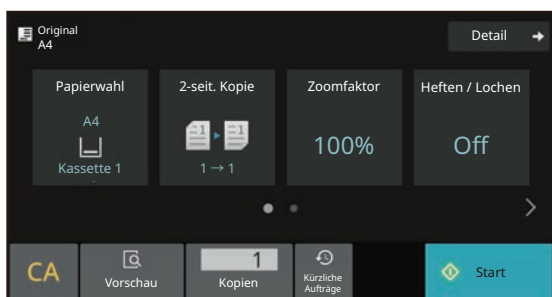 Original
A4
Detail
Papierwahl
A4
Kassette 1
2-seit. Kopie
1 → 1
Zoomfaktor
100%
Heften / Lochen
Off
CA
Vorschau
1
Kopien
Kürzliche
Aufträge
Start